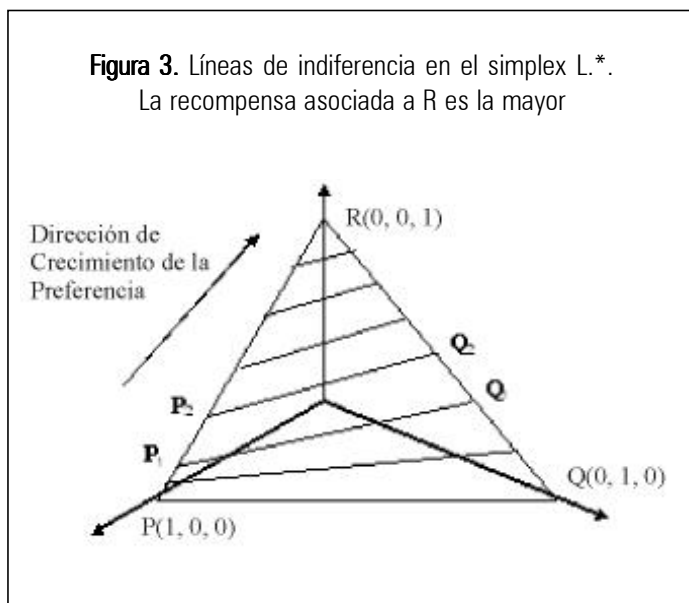 Figura 3. Líneas de indiferencia en el simplex L.*.
La recompensa asociada a R es la mayor
R(0, 0, 1)
Dirección de
Crecimiento de la
Preferencia
Q₂
P₂
Q
P₁
Q(0, 1, 0)
P(1, 0, 0)